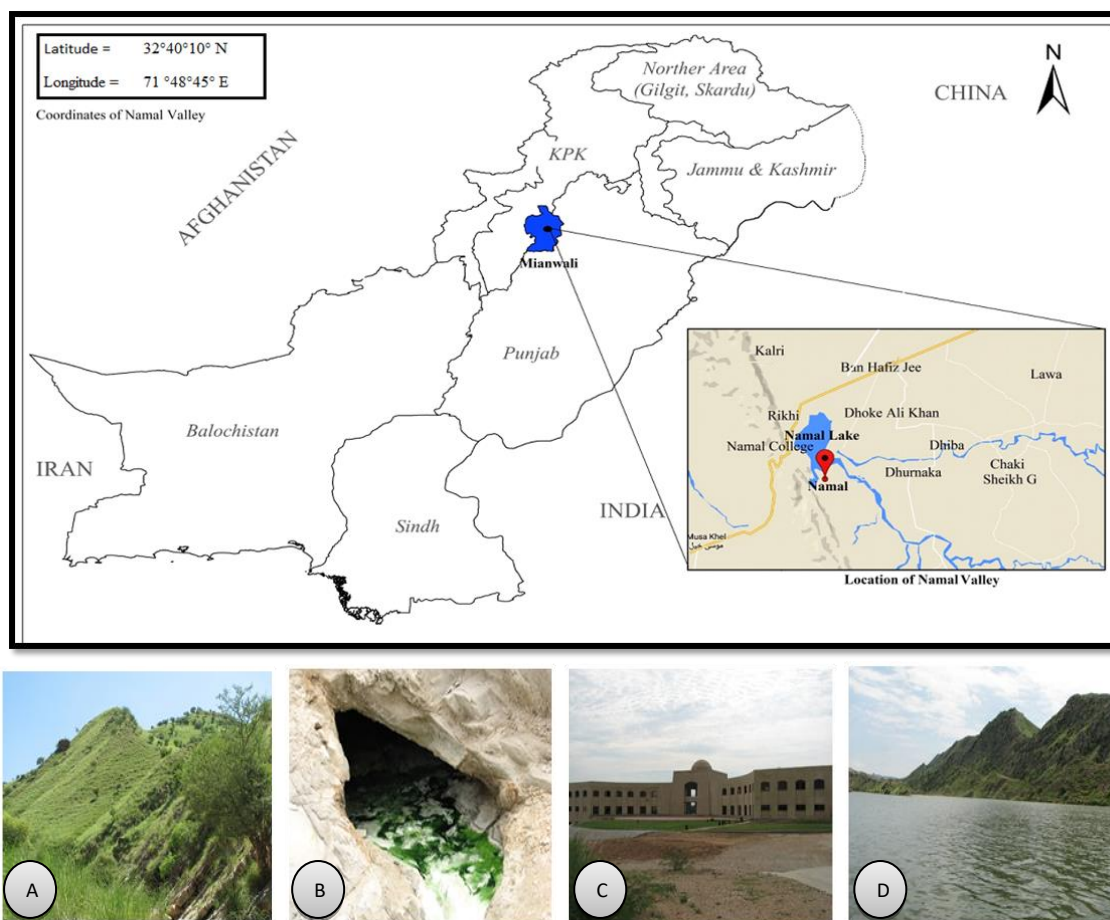 Latitude = 32°40°10° N
Longitude = 71 °48°45° E
Coordinates of Namal Valley
N
CHINA
AFGHANISTAN
IRAN
INDIA
Norther Area
(Gilgit, Skardu)
KPK
Jammu & Kashmir
Mianwali
Punjab
Balochistan
Sindh
Kalri
Ban Hafiz Jee
Lawa
Rikhi
Dhoke Ali Khan
Namal Lake
Namal College
Dhiba
Dhurnaka
Chaki
Sheikh G
Namal
Musa Khel
موسىٰ خیل
Location of Namal Valley
A
B
C
D